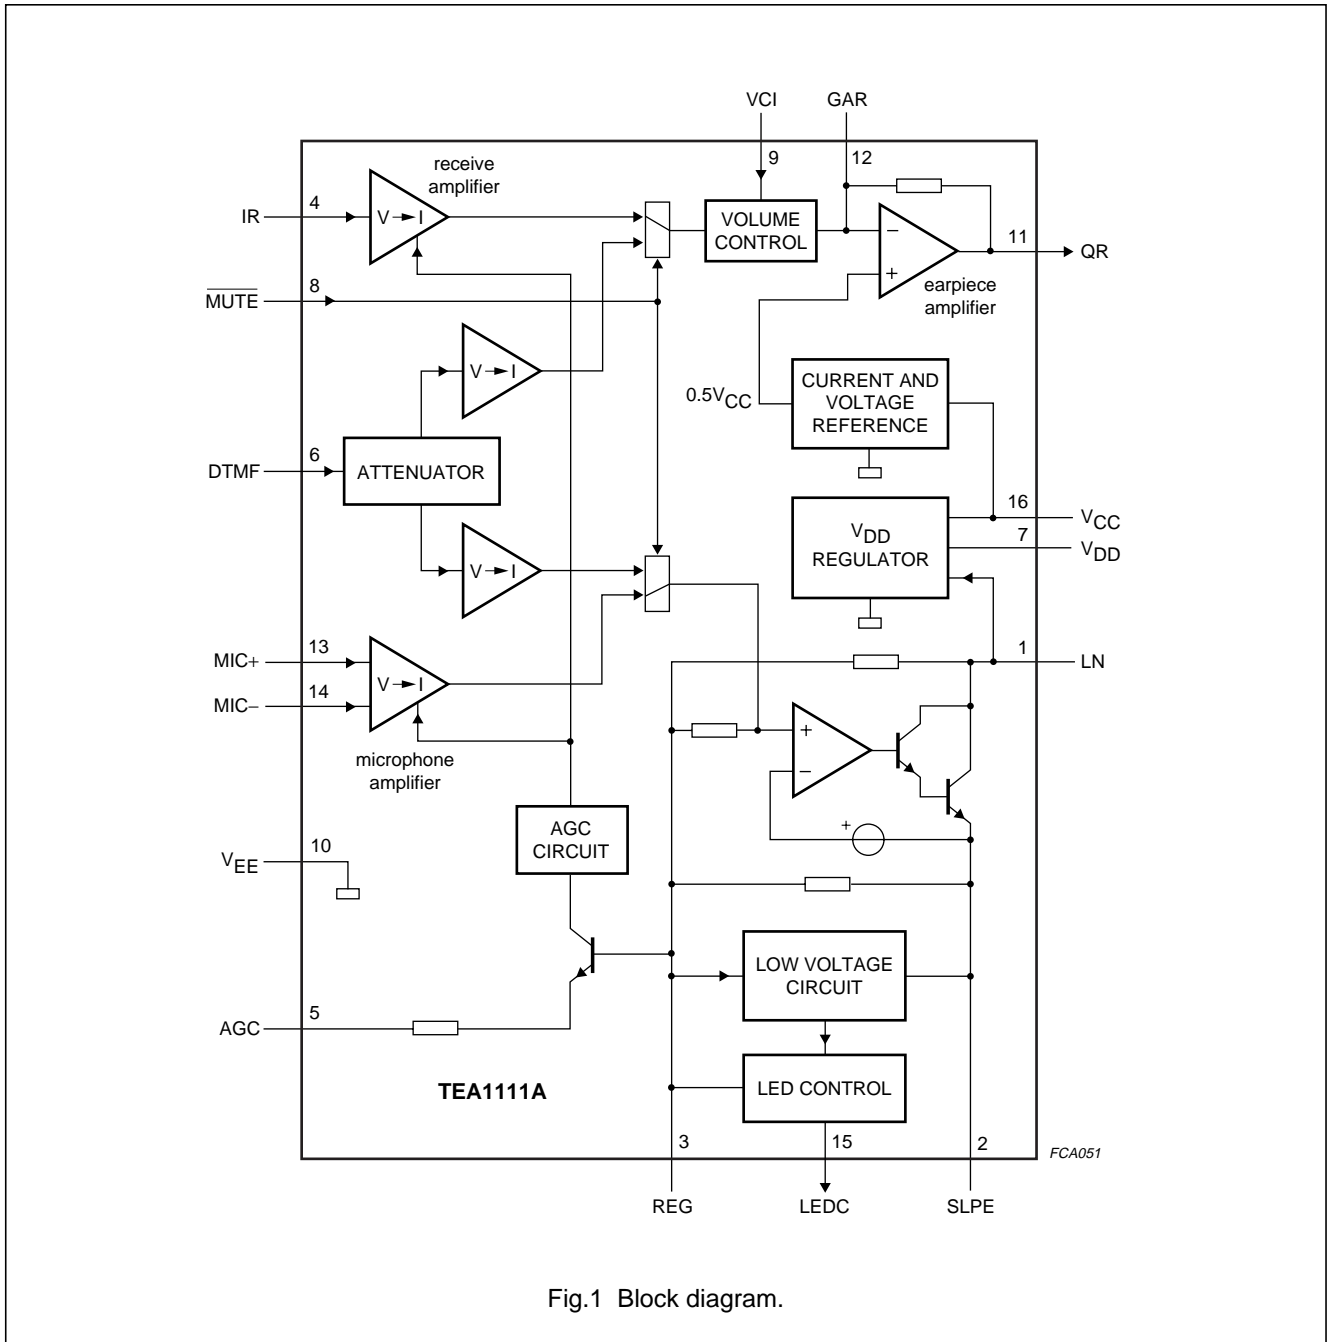 VCI
GAR
9
12
receive
amplifier
IR
4
V I
VOLUME
CONTROL
−
+
11
QR
earpiece
amplifier
MUTE
8
V I
0.5VCC
CURRENT AND
VOLTAGE
REFERENCE
DTMF
6
ATTENUATOR
16
VCC
7
VDD
VDD
REGULATOR
V I
MIC+
13
MIC−
14
V I
microphone
amplifier
1
LN
+
−
+
AGC
CIRCUIT
VEE
10
LOW VOLTAGE
CIRCUIT
AGC
5
TEA1111A
LED CONTROL
3
15
2
REG
LEDC
SLPE
FCA051
Fig.1 Block diagram.